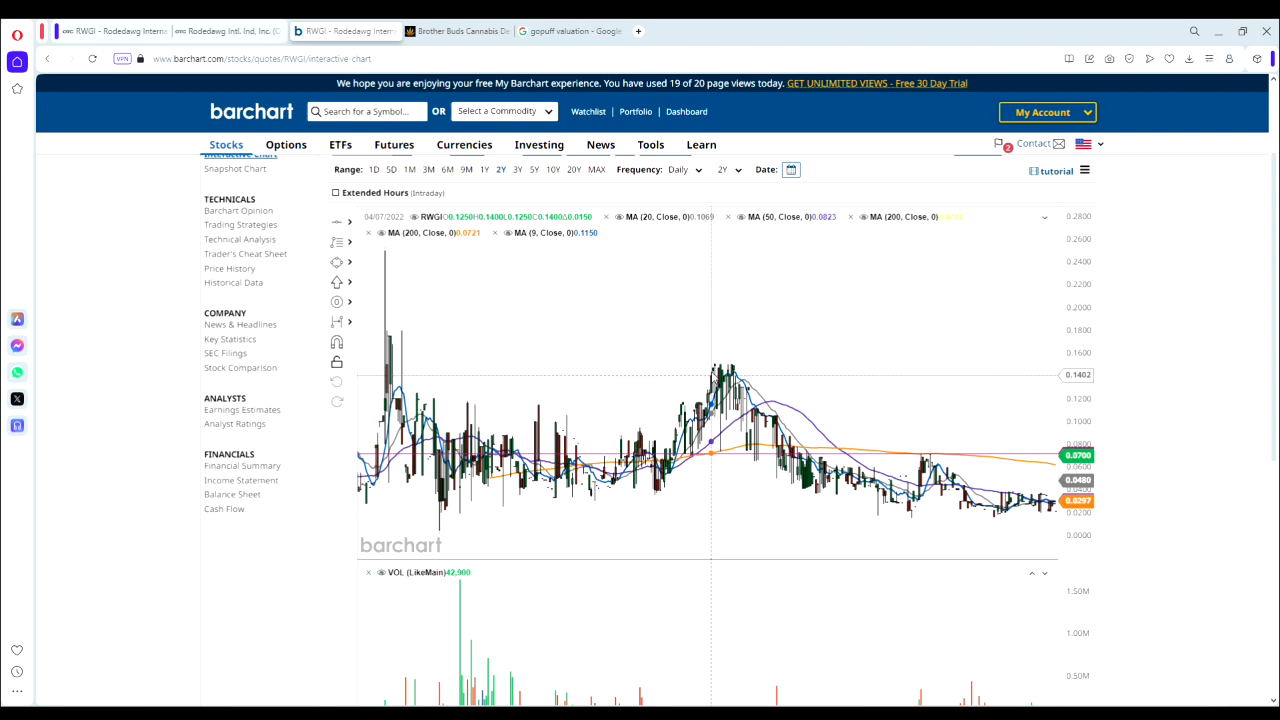 RWGI - Rodedawg Interna
Rodedawg Intl. Ind, Inc. (
RWGI - Rodedawg Intern
Brother Buds Cannabis De
gopuff valuation - Google
VPN www.barchart.com/stocks/quotes/RWGI/interactive-chart
We hope you are enjoying your free My Barchart experience. You have used 19 of 20 page views today. GET UNLIMITED VIEWS - Free 30 Day Trial
barchart Search for a Symbol... OR Select a Commodity Watchlist | Portfolio | Dashboard My Account
Stocks Options ETFs Futures Currencies Investing News Tools Learn 2 Contact
Interactive Chart
Snapshot Chart
TECHNICALS
Barchart Opinion
Trading Strategies
Technical Analysis
Trader's Cheat Sheet
Price History
Historical Data
COMPANY
News & Headlines
Key Statistics
SEC Filings
Stock Comparison
ANALYSTS
Earnings Estimates
Analyst Ratings
FINANCIALS
Financial Summary
Income Statement
Balance Sheet
Cash Flow
Range: 1D 5D 1M 3M 6M 9M 1Y 2Y 3Y 5Y 10Y 20Y MAX Frequency: Daily 2Y Date: tutorial
Extended Hours (Intraday)
04/07/2022 RWGI O0.1250H0.1400L0.1250C0.1400Δ0.0150 MA (20, Close, 0)0.1069 MA (50, Close, 0)0.0823 MA (200, Close, 0)
MA (200, Close, 0)0.0721 MA (9, Close, 0)0.1150
0.2800
0.2600
0.2400
0.2200
0.2000
0.1800
0.1600
0.1402
0.1200
0.1000
0.0800
0.0700
0.0600
0.0480
0.0400
0.0297
0.0200
0.0000
barchart
VOL (LikeMain)42,900
1.50M
1.00M
0.50M